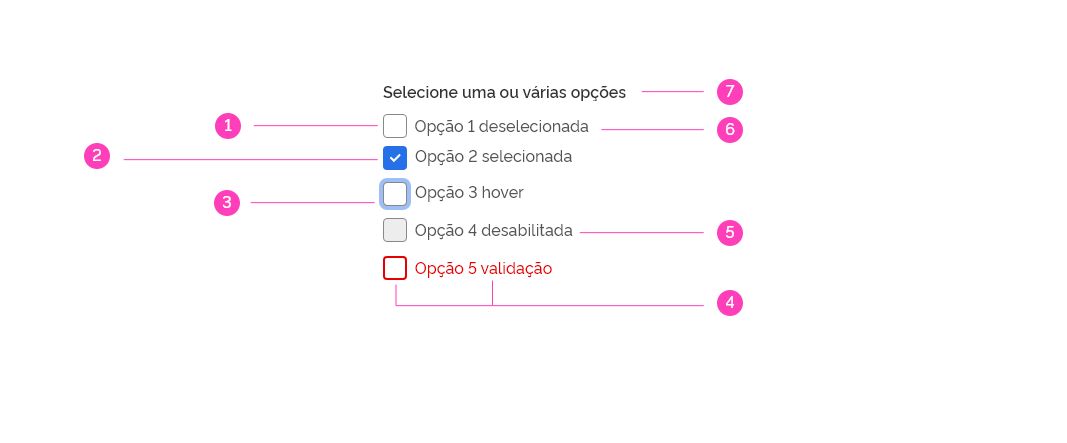 Selecione uma ou várias opções 7
1 Opção 1 deselecionada 6
2 Opção 2 selecionada
3 Opção 3 hover
Opção 4 desabilitada 5
Opção 5 validação
4